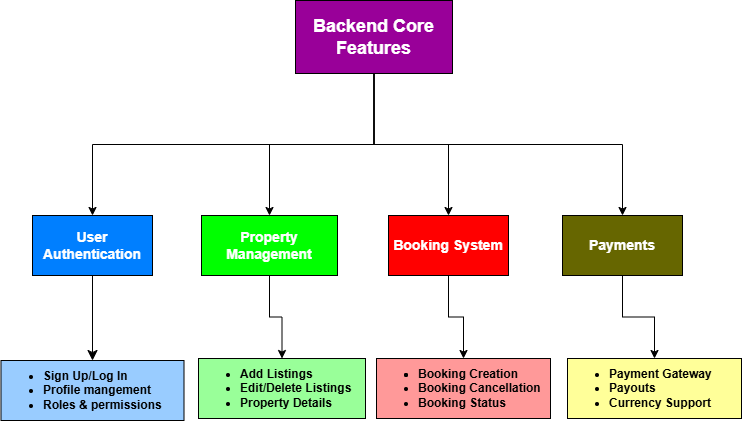 Backend Core
Features
User
Authentication
Property
Management
Booking System
Payments
• Sign Up/Log In
• Profile mangement
• Roles & permissions
• Add Listings
• Edit/Delete Listings
• Property Details
• Booking Creation
• Booking Cancellation
• Booking Status
• Payment Gateway
• Payouts
• Currency Support